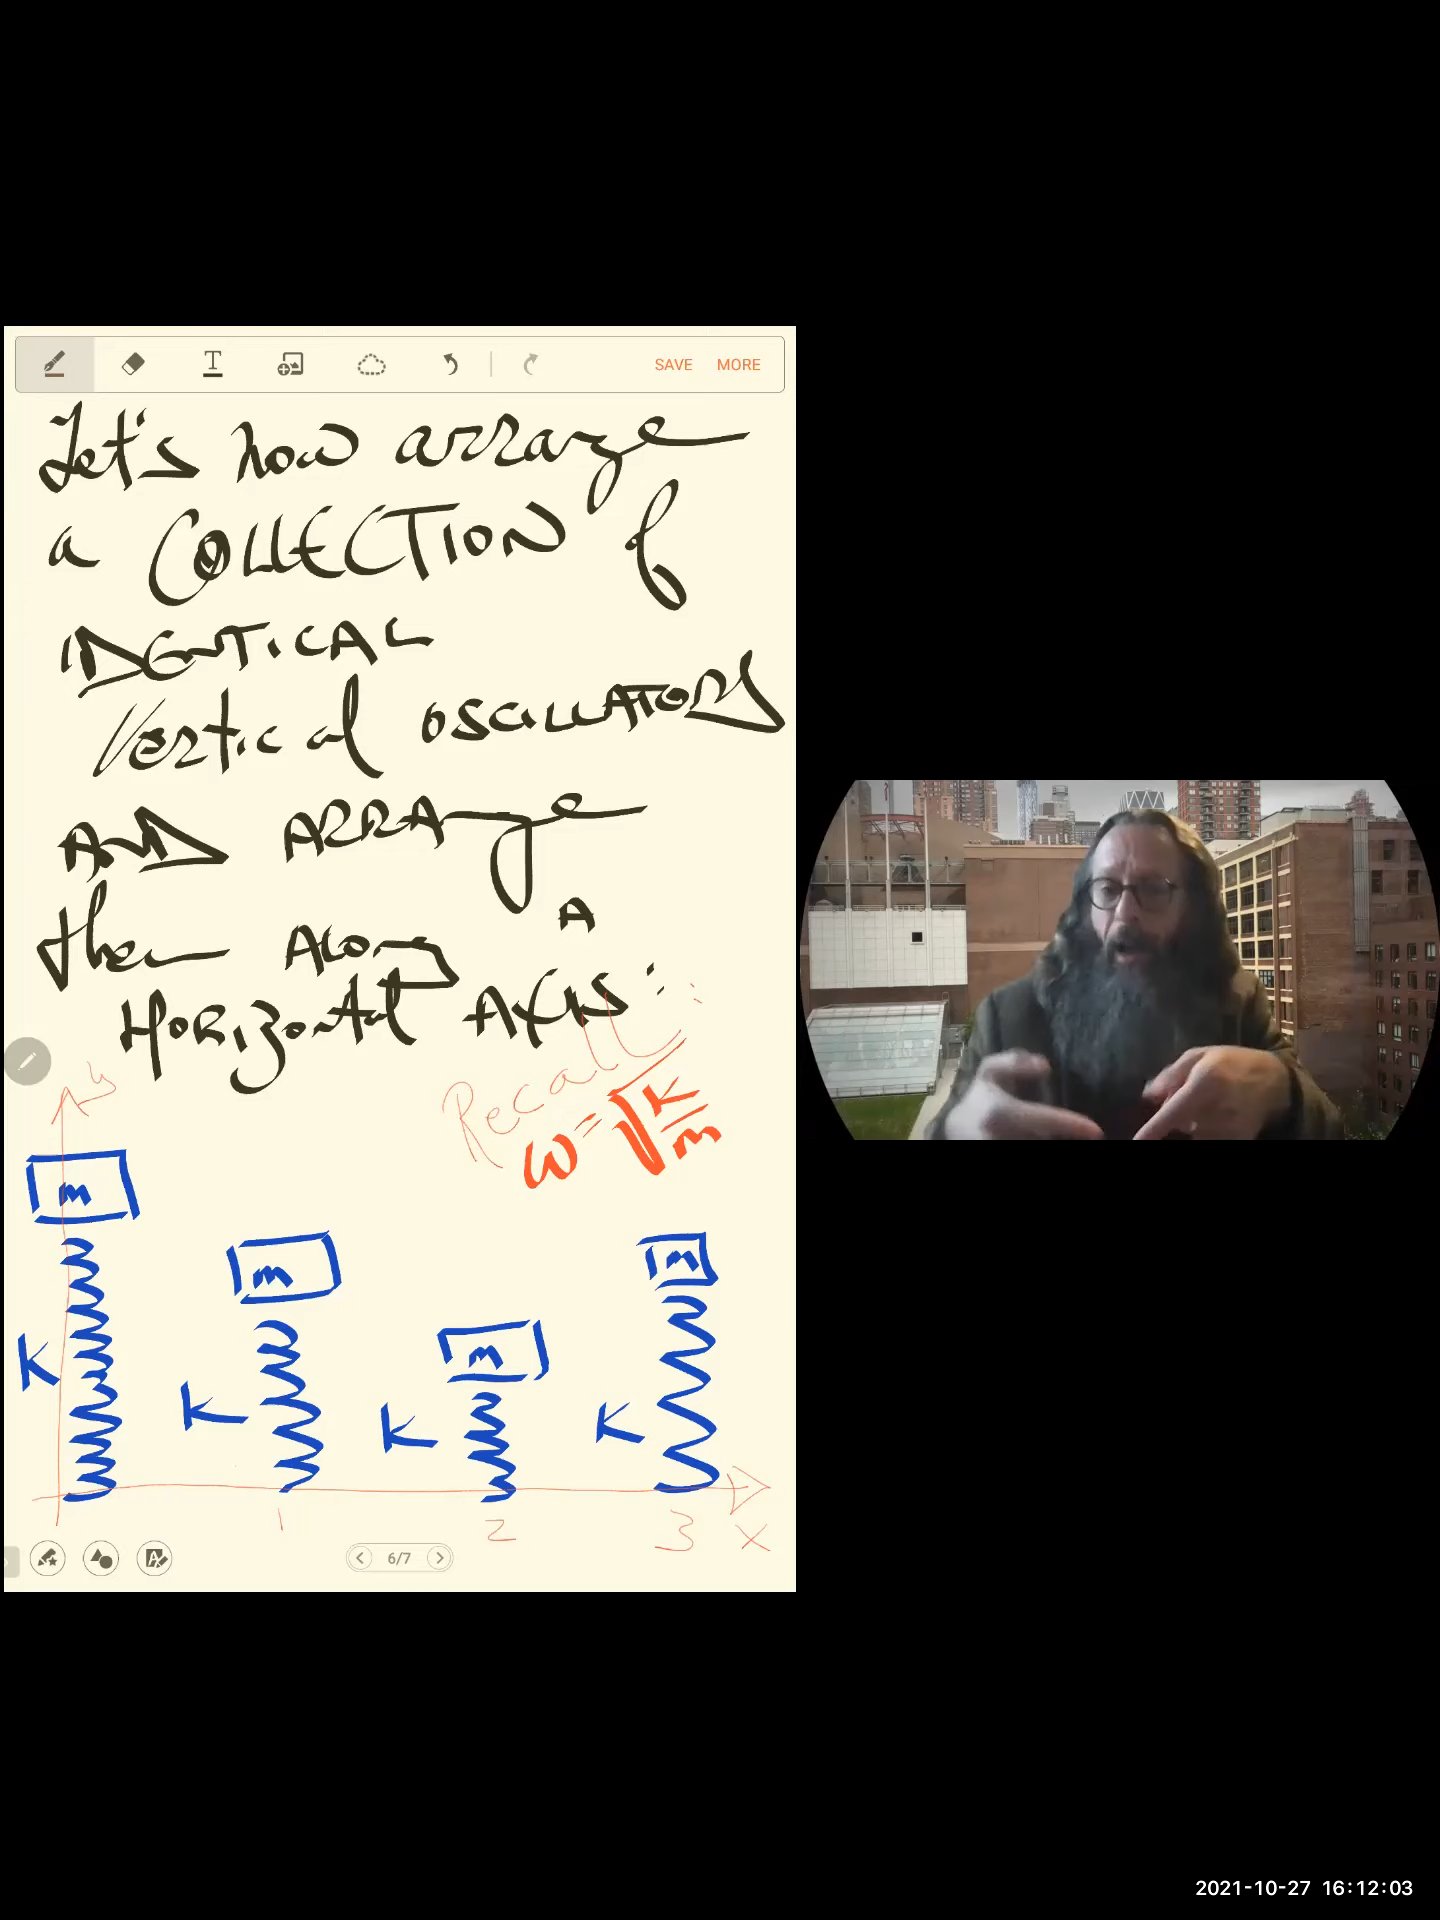 SAVE MORE
Let's now arrange
a COLLECTION of
IDENTICAL
Vertical OSCILLATORY
AND ARRAnge
them Along A
HORIZontal AXIS:
Recall:
ω = √K/m
y
m
m
m
m
K
K
K
K
1 2 3 X
6/7
2021-10-27 16:12:03